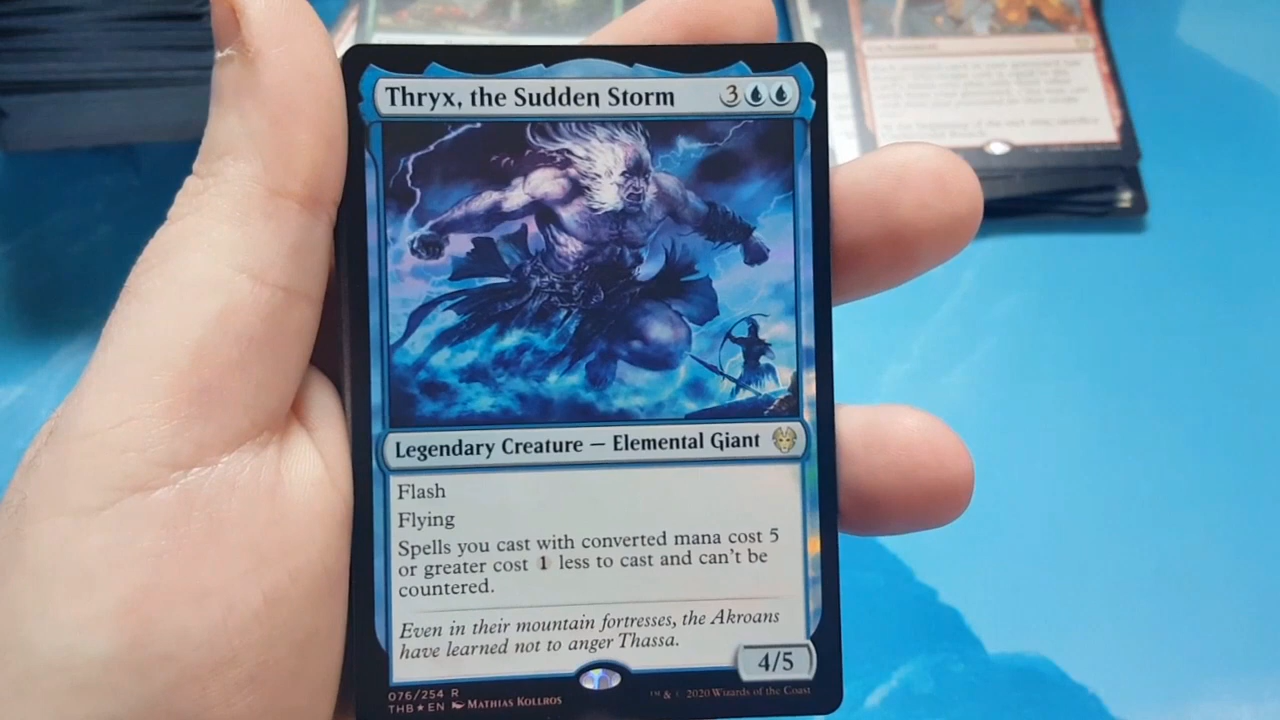 Thryx, the Sudden Storm 3
Legendary Creature — Elemental Giant
Flash
Flying
Spells you cast with converted mana cost 5
or greater cost 1 less to cast and can't be
countered.
Even in their mountain fortresses, the Akroans
have learned not to anger Thassa.
4/5
076/254 R
THB★EN Mathias Kollros
™ & © 2020 Wizards of the Coast